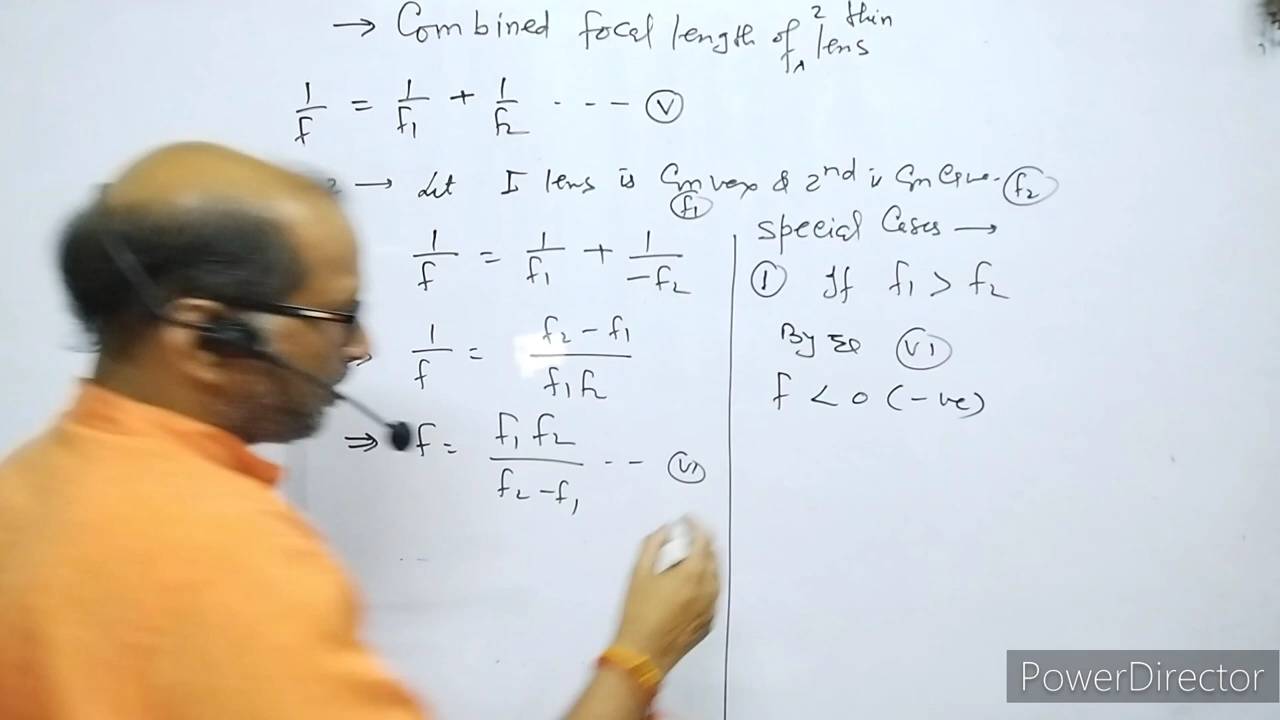 → Combined focal length of 2 thin lens
1/f = 1/f₁ + 1/f₂ - - - (V)
2 → Let I lens is Convex & 2nd is Concave. (f₂)
(f₁)
1/f = 1/f₁ + 1/-f₂
⇒ 1/f = f₂ - f₁ / f₁f₂
⇒ f = f₁ f₂ / f₂ - f₁ - - (VI)
special Cases →
(1) If f₁ > f₂
By Eq (VI)
f < 0 (-ve)
PowerDirector